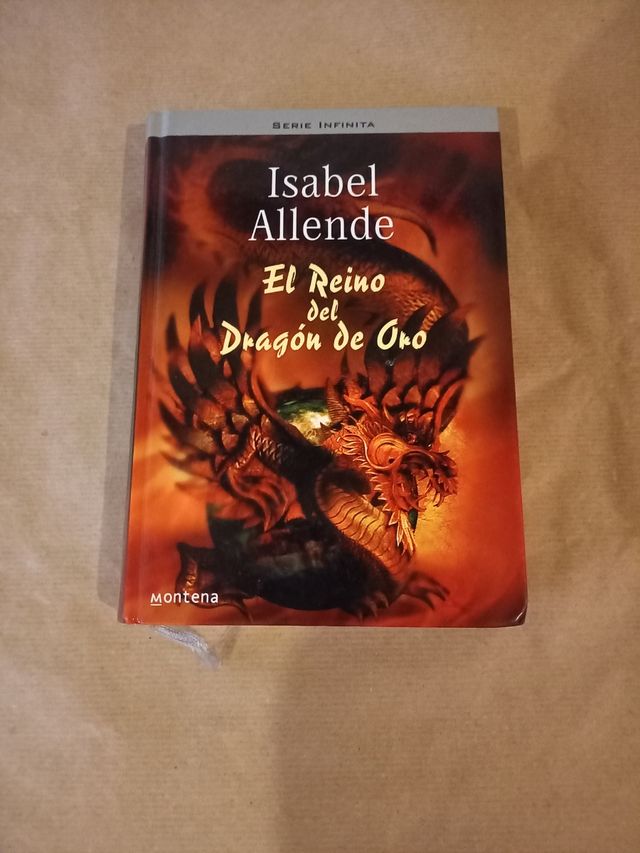 SERIE INFINITA
Isabel
Allende
El Reino
del
Dragón de Oro
Montena